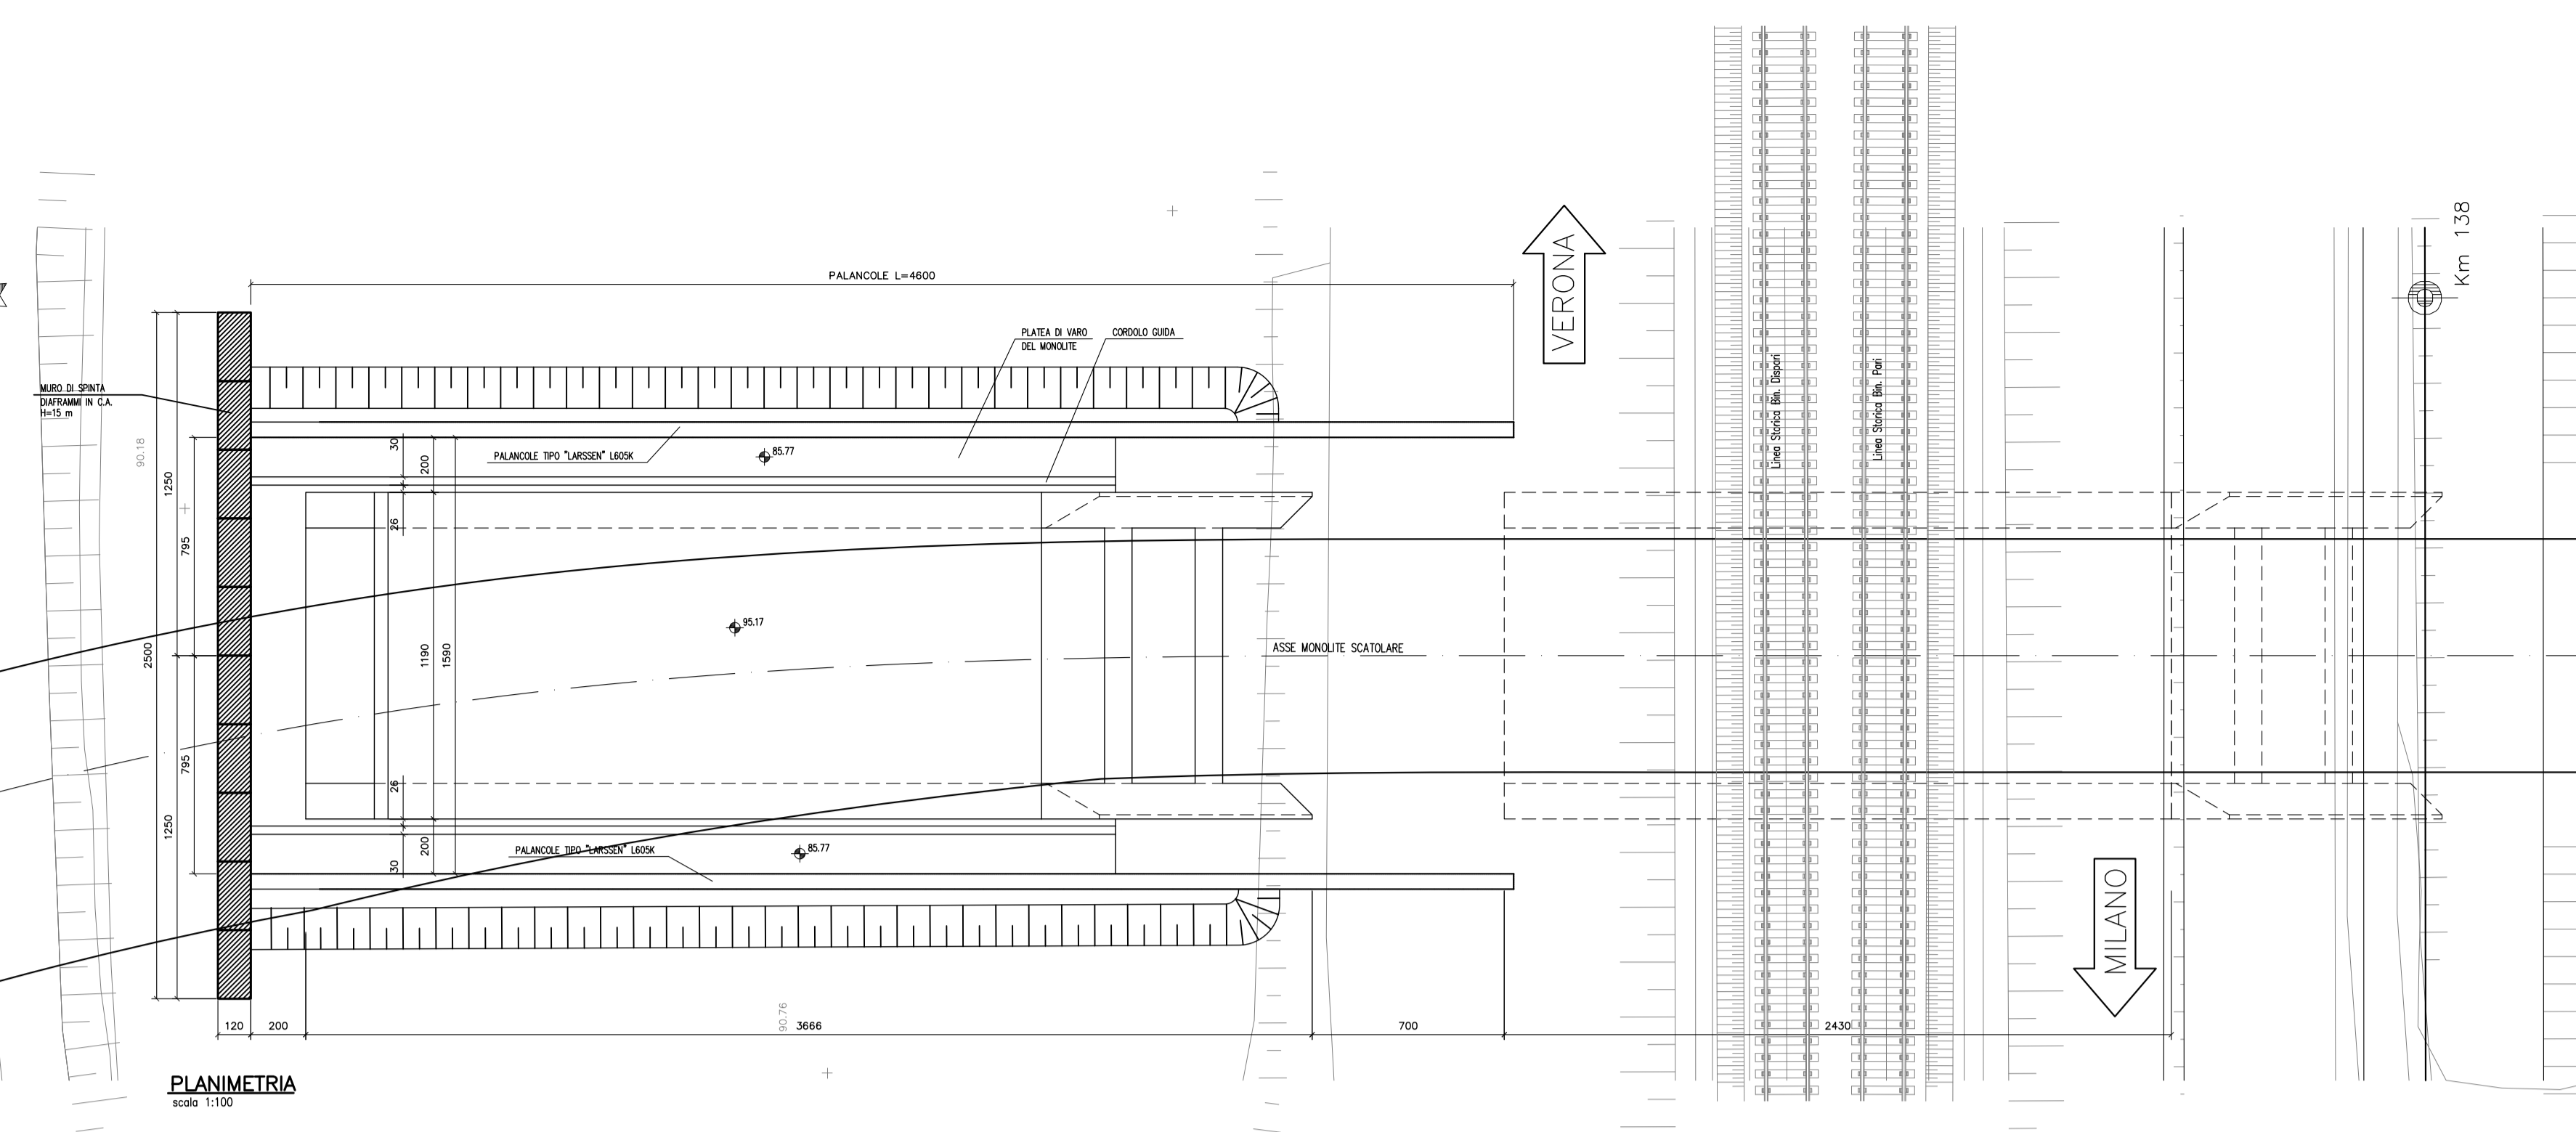 Km 138
VERONA
PALANCOLE L=4600
PLATEA DI VARO
DEL MONOLITE
CORDOLO GUIDA
MURO DI SPINTA
DIAFRAMMI IN C.A.
H=15 m
Linea Storica Bin. Dispari
Linea Storica Bin. Pari
90.18
1250
30
200
PALANCOLE TIPO "LARSSEN" L605K
85.77
26
795
2500
1190
1590
95.17
ASSE MONOLITE SCATOLARE
795
26
1250
200
30
PALANCOLE TIPO "LARSSEN" L605K
85.77
MILANO
90.76
120
200
3666
700
2430
PLANIMETRIA
scala 1:100